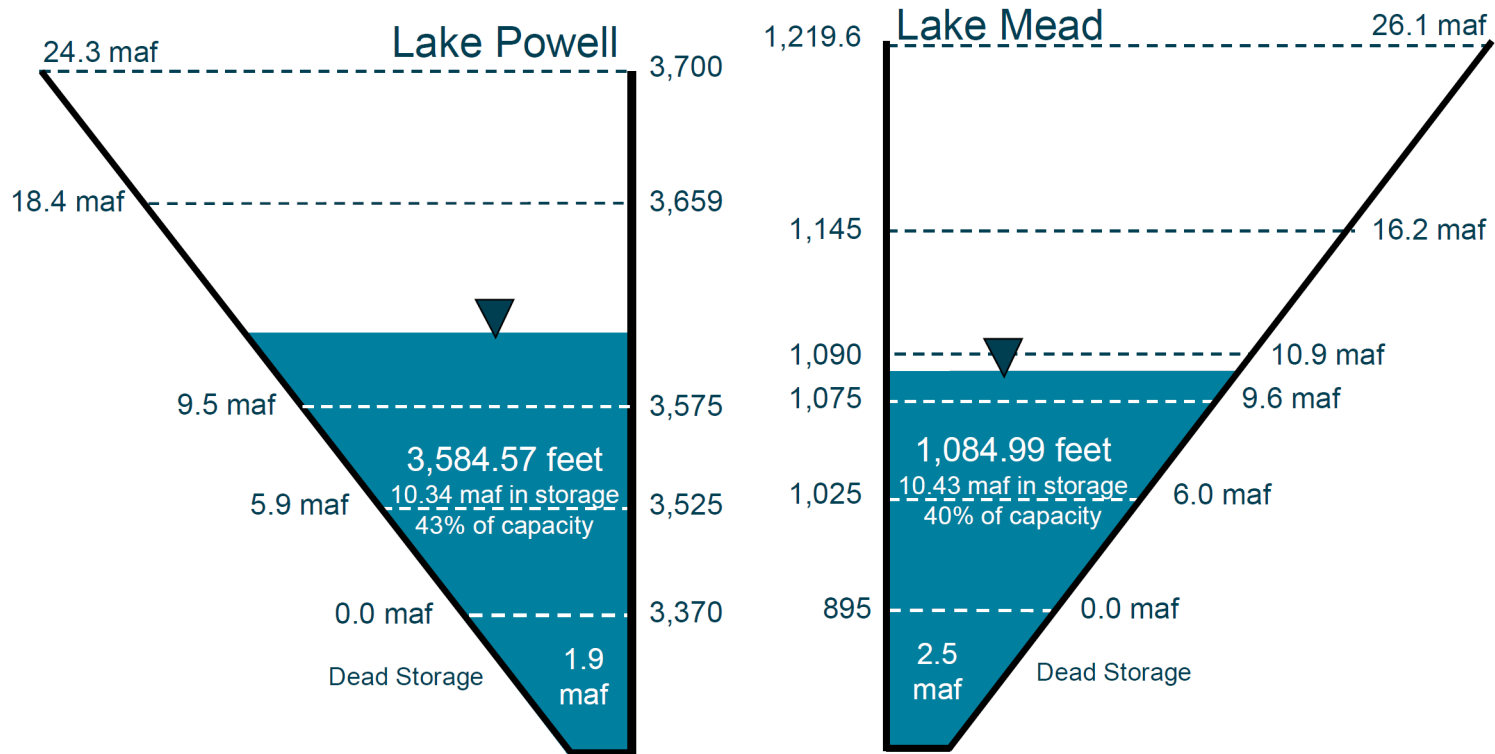 Lake Powell
24.3 maf
3,700
18.4 maf
3,659
9.5 maf
3,575
3,584.57 feet
10.34 maf in storage
5.9 maf
3,525
43% of capacity
0.0 maf
3,370
1.9
maf
Dead Storage
Lake Mead
1,219.6
26.1 maf
1,145
16.2 maf
1,090
10.9 maf
1,075
9.6 maf
1,084.99 feet
10.43 maf in storage
1,025
6.0 maf
40% of capacity
895
0.0 maf
2.5
maf
Dead Storage